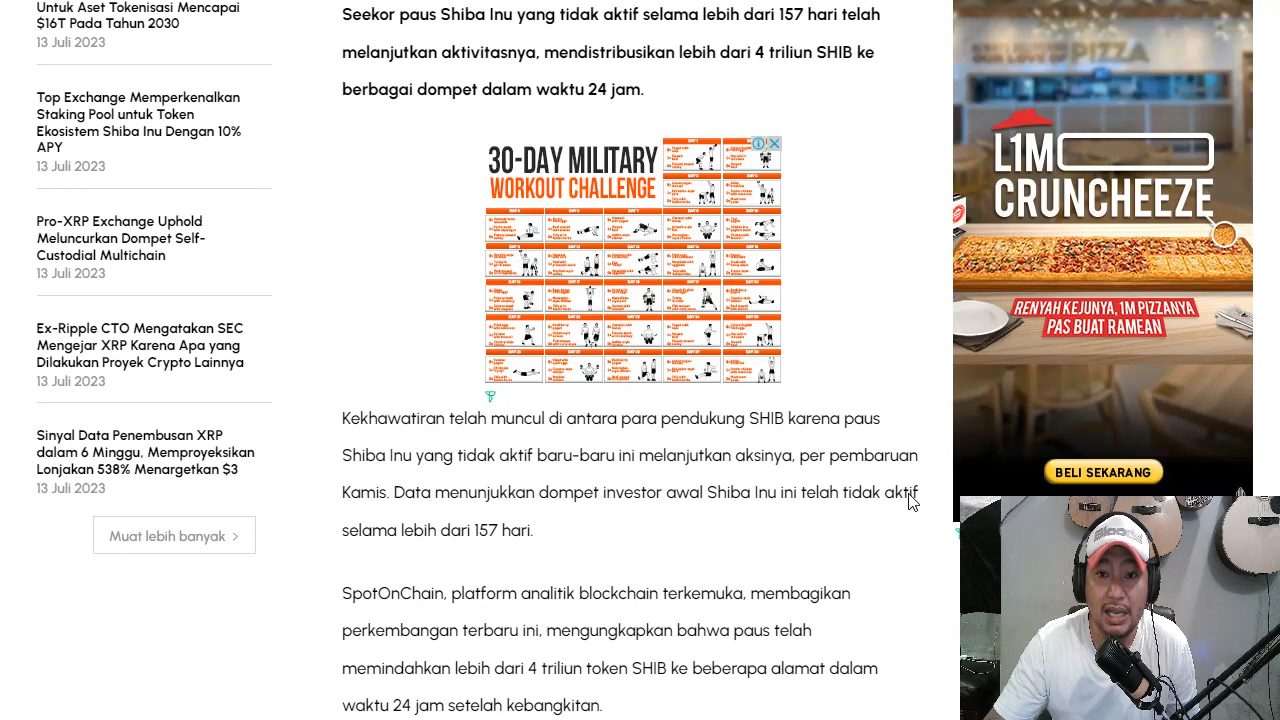 Untuk Aset Tokenisasi Mencapai
$16T Pada Tahun 2030
13 Juli 2023
Top Exchange Memperkenalkan
Staking Pool untuk Token
Ekosistem Shiba Inu Dengan 10%
APY
13 Juli 2023
Pro-XRP Exchange Uphold
Meluncurkan Dompet Self-
Custodial Multichain
13 Juli 2023
Ex-Ripple CTO Mengatakan SEC
Mengejar XRP Karena Apa yang
Dilakukan Proyek Crypto Lainnya
13 Juli 2023
Sinyal Data Penembusan XRP
dalam 6 Minggu, Memproyeksikan
Lonjakan 538% Menargetkan $3
13 Juli 2023
Muat lebih banyak
Seekor paus Shiba Inu yang tidak aktif selama lebih dari 157 hari telah
melanjutkan aktivitasnya, mendistribusikan lebih dari 4 triliun SHIB ke
berbagai dompet dalam waktu 24 jam.
30-DAY MILITARY
WORKOUT CHALLENGE
Kekhawatiran telah muncul di antara para pendukung SHIB karena paus
Shiba Inu yang tidak aktif baru-baru ini melanjutkan aksinya, per pembaruan
Kamis. Data menunjukkan dompet investor awal Shiba Inu ini telah tidak aktif
selama lebih dari 157 hari.
SpotOnChain, platform analitik blockchain terkemuka, membagikan
perkembangan terbaru ini, mengungkapkan bahwa paus telah
memindahkan lebih dari 4 triliun token SHIB ke beberapa alamat dalam
waktu 24 jam setelah kebangkitan.
PIZZA
L1M
CRUNCHEEZE
RENYAH KEJUNYA, 1M PIZZANYA
PAS BUAT RAMEAN
BELI SEKARANG